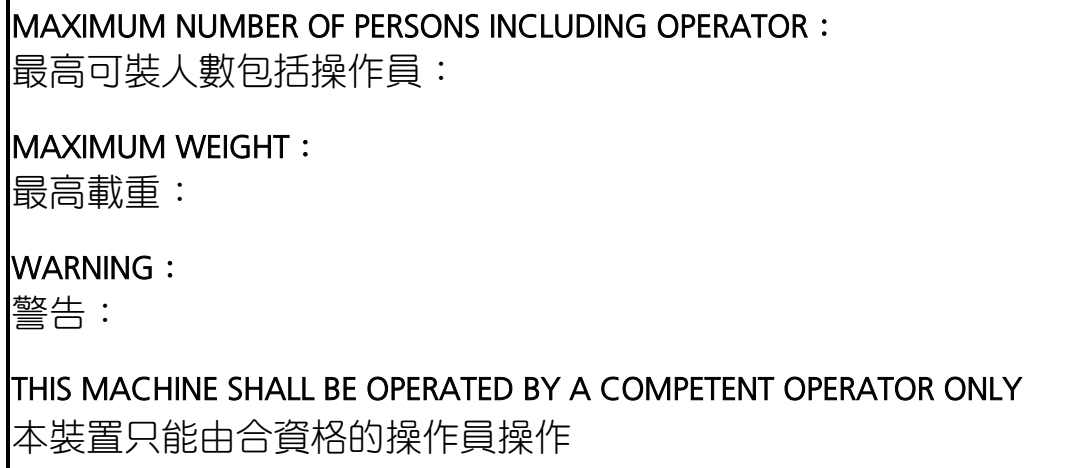 MAXIMUM NUMBER OF PERSONS INCLUDING OPERATOR :
最高可裝人數包括操作員：
MAXIMUM WEIGHT :
最高載重：
WARNING :
警告：
THIS MACHINE SHALL BE OPERATED BY A COMPETENT OPERATOR ONLY
本裝置只能由合資格的操作員操作